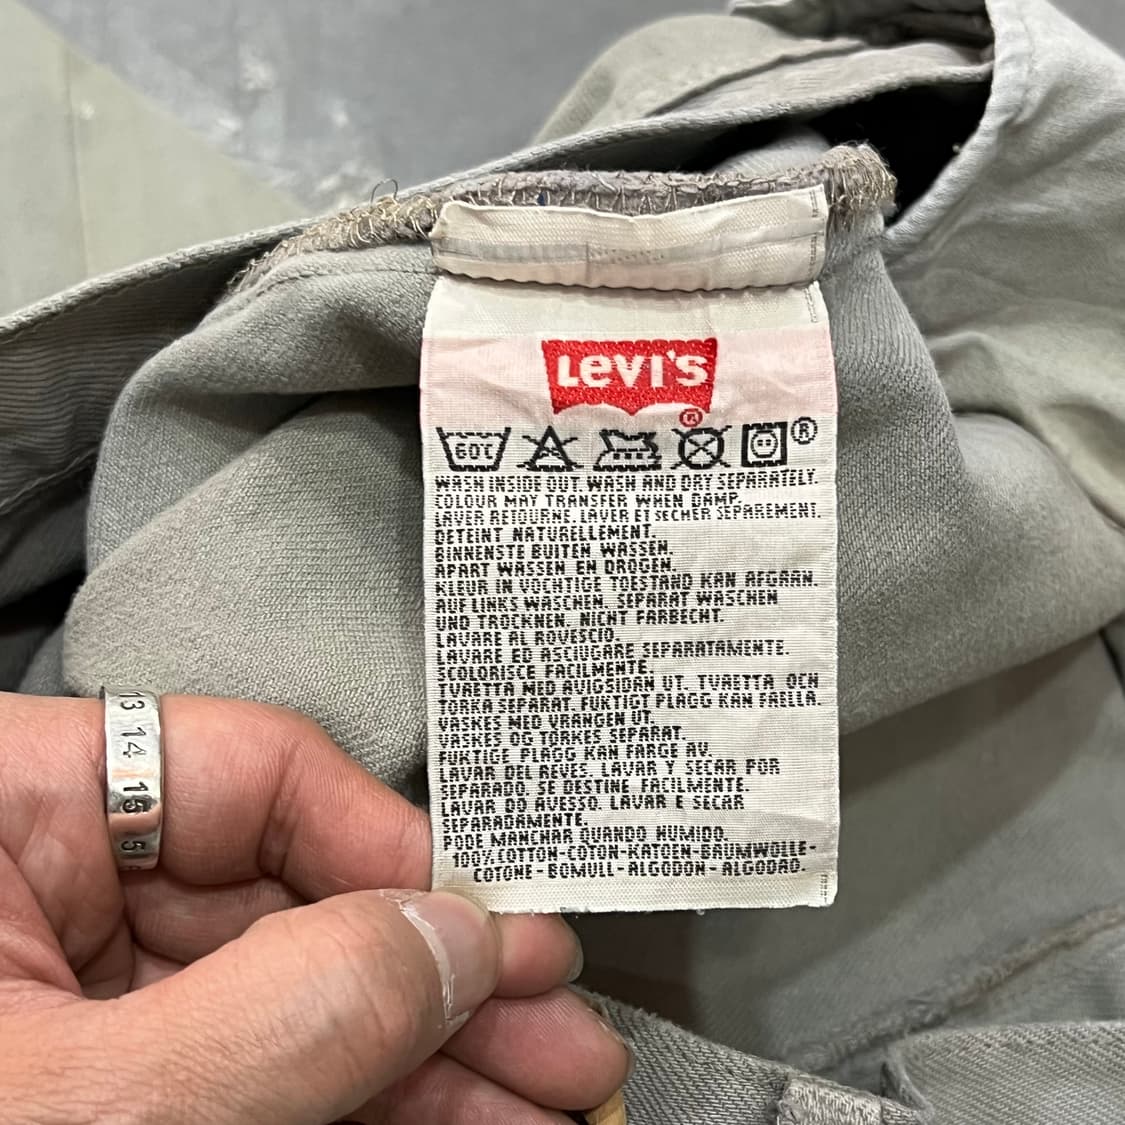 LEVI'S
®
60℃
®
WASH INSIDE OUT. WASH AND DRY SEPARATELY.
COLOUR MAY TRANSFER WHEN DAMP.
LAVER RETOURNE. LAVER ET SECHER SEPAREMENT.
DETEINT NATURELLEMENT.
BINNENSTE BUITEN WASSEN.
APART WASSEN EN DROGEN.
KLEUR IN VOCHTIGE TOESTAND KAN AFGAAN.
AUF LINKS WASCHEN. SEPARAT WASCHEN
UND TROCKNEN. NICHT FARBECHT.
LAVARE AL ROVESCIO.
LAVARE ED ASCIUGARE SEPARATAMENTE.
SCOLORISCE FACILMENTE.
TVAETTA MED AVIGSIDAN UT. TVAETTA OCH
TORKA SEPARAT. FUKTIGT PLAGG KAN FAELLA.
VASKES MED VRANGEN UT.
VASKES OG TORKES SEPARAT.
FUKTIGE PLAGG KAN FARGE AV.
LAVAR DEL REVES. LAVAR Y SECAR POR
SEPARADO. SE DESTINE FACILMENTE.
LAVAR DO AVESSO. LAVAR E SECAR
SEPARADAMENTE.
PODE MANCHAR QUANDO HUMIDO.
100% COTTON-COTON-KATOEN-BAUMWOLLE-
COTONE-BOMULL-ALGODON-ALGODAO.
13 14 15